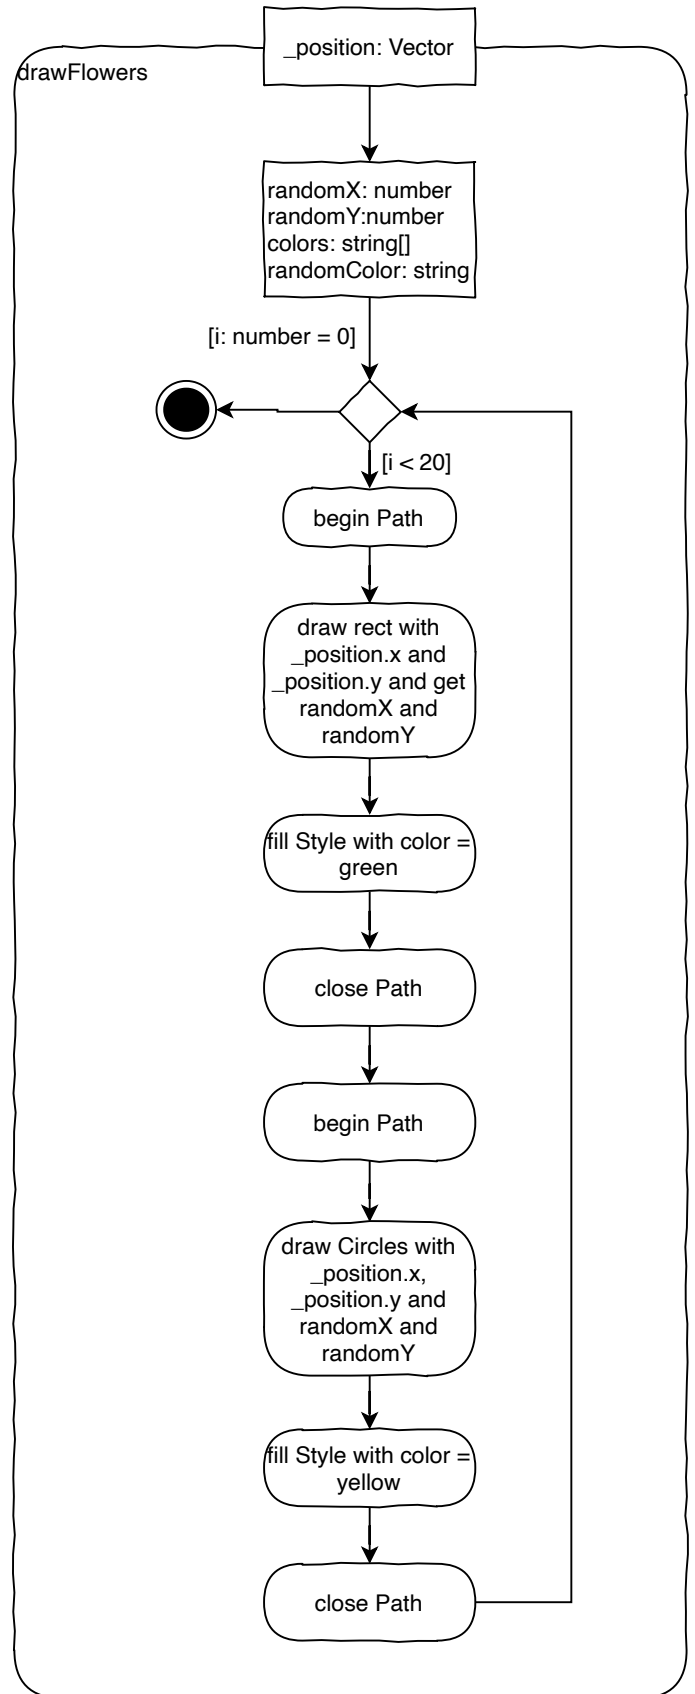 _position: Vector
drawFlowers
randomX: number
randomY:number
colors: string[]
randomColor: string
[i: number = 0]
[i < 20]
begin Path
draw rect with
_position.x and
_position.y and get
randomX and
randomY
fill Style with color =
green
close Path
begin Path
draw Circles with
_position.x,
_position.y and
randomX and
randomY
fill Style with color =
yellow
close Path